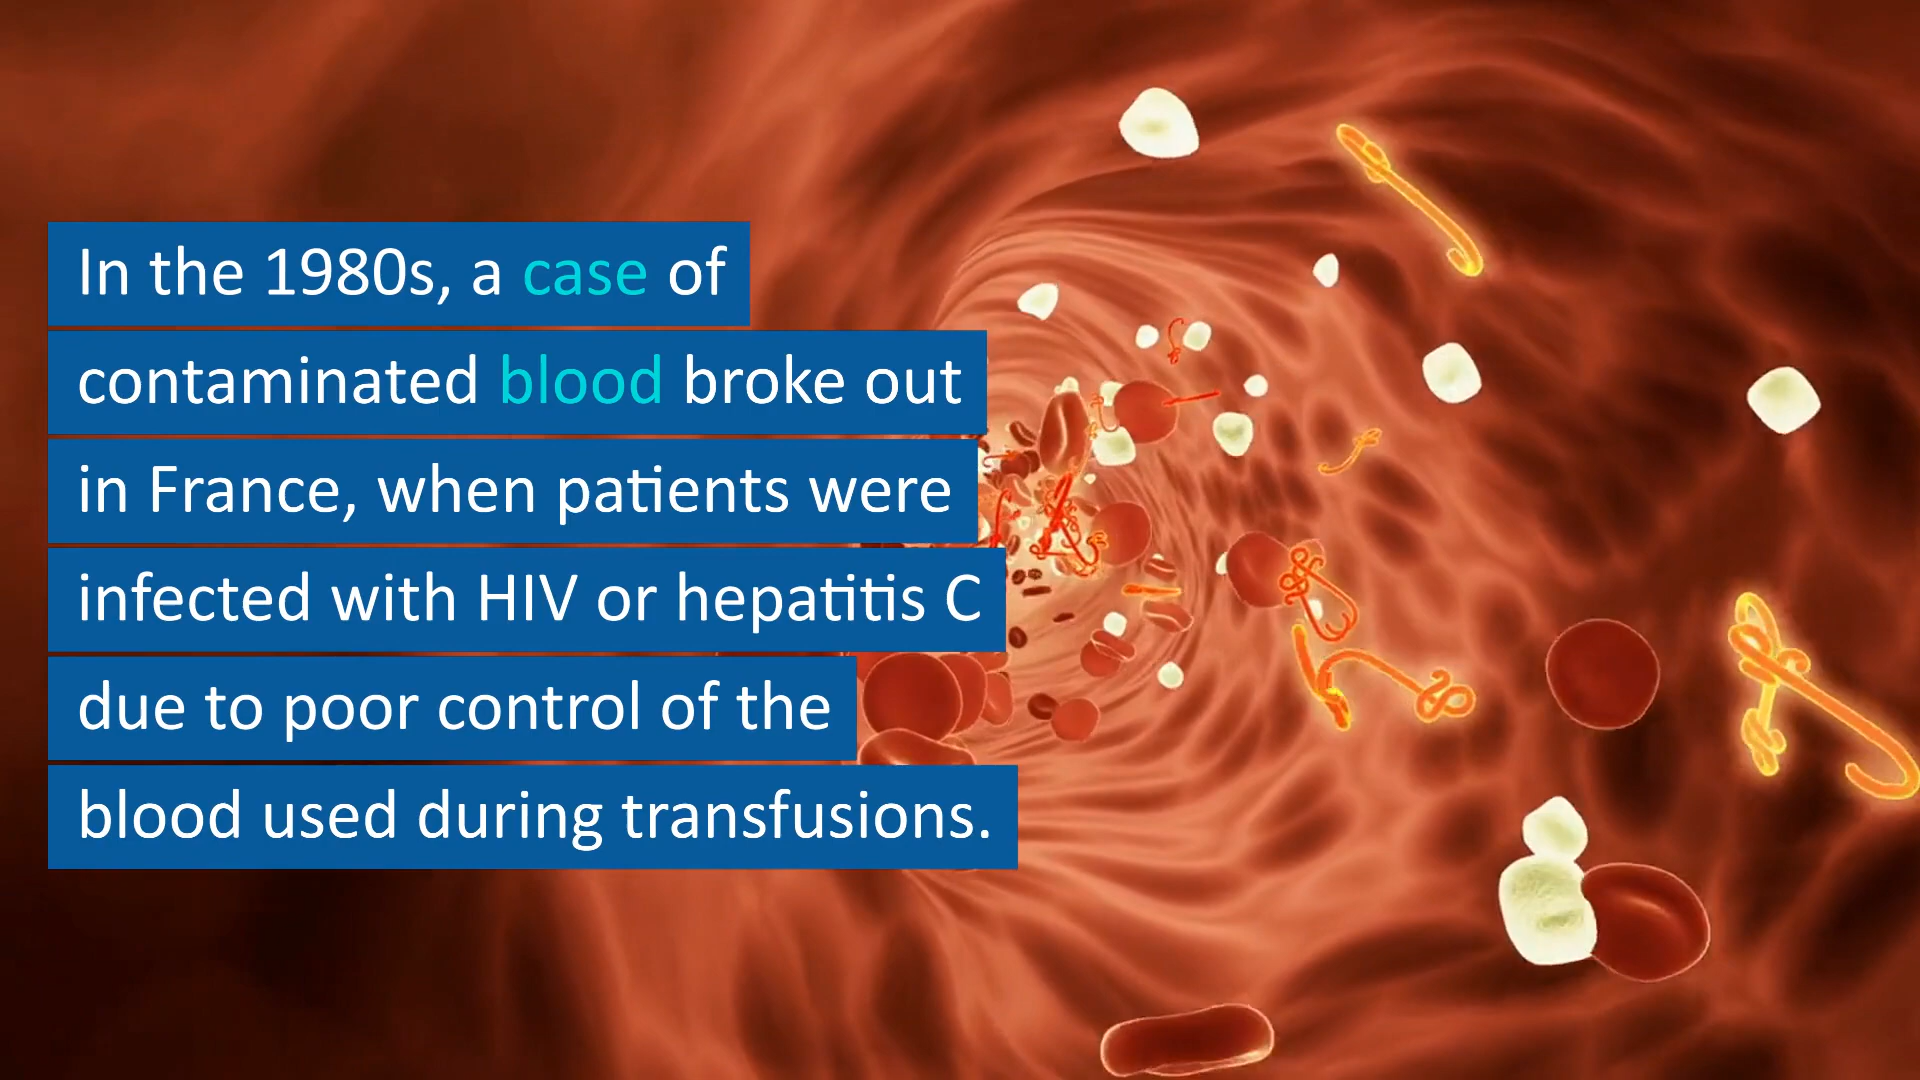 In the 1980s, a case of
contaminated blood broke out
in France, when patients were
infected with HIV or hepatitis C
due to poor control of the
blood used during transfusions.